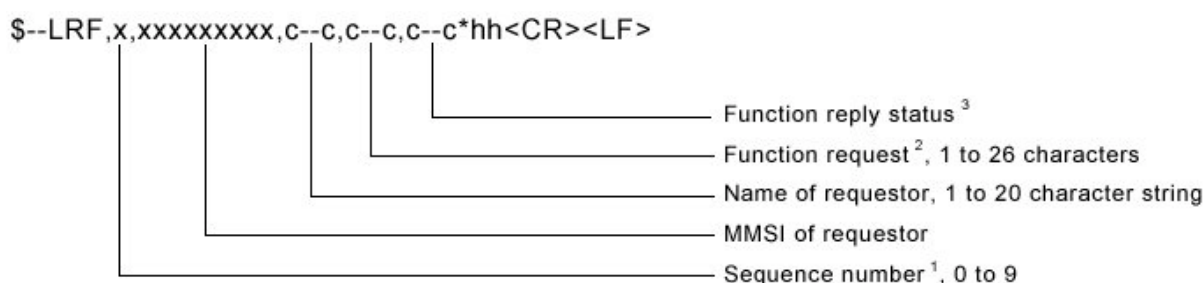 $--LRF,x,xxxxxxxxx,c--c,c--c,c--c*hh<CR><LF>
Function reply status 3
Function request 2, 1 to 26 characters
Name of requestor, 1 to 20 character string
MMSI of requestor
Sequence number 1, 0 to 9